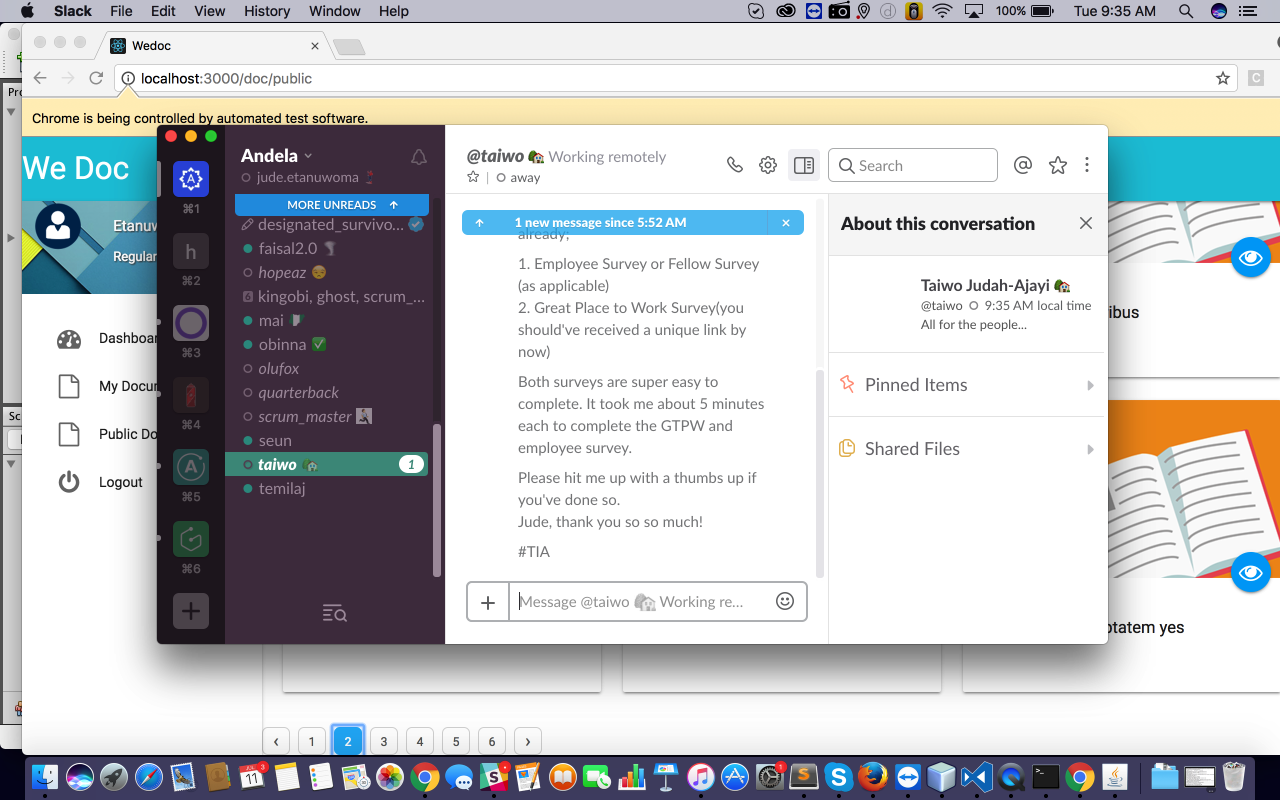 Slack File Edit View History Window Help 100% Tue 9:35 AM
Wedoc
localhost:3000/doc/public
Chrome is being controlled by automated test software.
We Doc
Etanuw
Regular
Dashboar
My Docu
Public Do
Logout
⌘1
h
⌘2
⌘3
⌘4
⌘5
⌘6
Andela
jude.etanuwoma
MORE UNREADS
designated_survivo...
faisal2.0
hopeaz
kingobi, ghost, scrum_...
mai
obinna
olufox
quarterback
scrum_master
seun
taiwo 1
temilaj
@taiwo Working remotely
away
Search
1 new message since 5:52 AM
already;
1. Employee Survey or Fellow Survey
(as applicable)
2. Great Place to Work Survey(you
should've received a unique link by
now)
Both surveys are super easy to
complete. It took me about 5 minutes
each to complete the GTPW and
employee survey.
Please hit me up with a thumbs up if
you've done so.
Jude, thank you so so much!
#TIA
Message @taiwo Working re...
About this conversation
Taiwo Judah-Ajayi
@taiwo 9:35 AM local time
All for the people...
Pinned Items
Shared Files
ibus
ptatem yes
‹ 1 2 3 4 5 6 ›
Pro
Sc
JUL
11
3
1